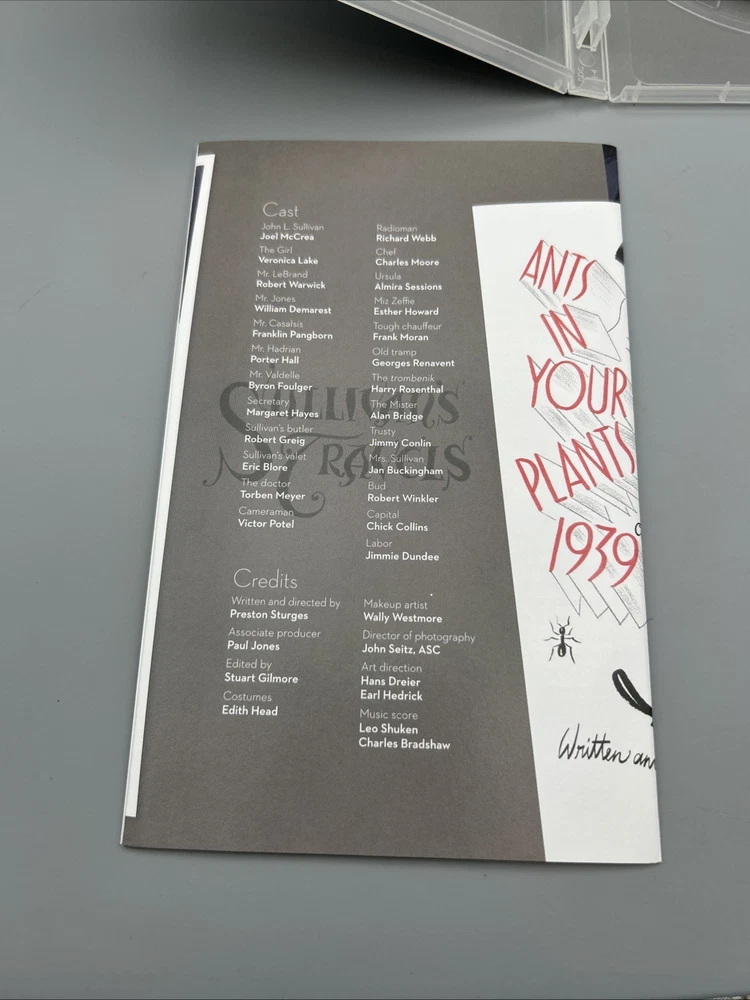 Cast
John L. Sullivan
Joel McCrea
The Girl
Veronica Lake
Mr. LeBrand
Robert Warwick
Mr. Jones
William Demarest
Mr. Casalsis
Franklin Pangborn
Mr. Hadrian
Porter Hall
Mr. Valdelle
Byron Foulger
Secretary
Margaret Hayes
Sullivan's butler
Robert Greig
Sullivan's valet
Eric Blore
The doctor
Torben Meyer
Cameraman
Victor Potel
Radioman
Richard Webb
Chef
Charles Moore
Ursula
Almira Sessions
Miz Zeffie
Esther Howard
Tough chauffeur
Frank Moran
Old tramp
Georges Renavent
The trombenik
Harry Rosenthal
The Mister
Alan Bridge
Trusty
Jimmy Conlin
Mrs. Sullivan
Jan Buckingham
Bud
Robert Winkler
Capital
Chick Collins
Labor
Jimmie Dundee
SULLIVAN'S
TRAVELS
Credits
Written and directed by
Preston Sturges
Associate producer
Paul Jones
Edited by
Stuart Gilmore
Costumes
Edith Head
Makeup artist
Wally Westmore
Director of photography
John Seitz, ASC
Art direction
Hans Dreier
Earl Hedrick
Music score
Leo Shuken
Charles Bradshaw
ANTS
IN
YOUR
PLANTS
1939
Written an